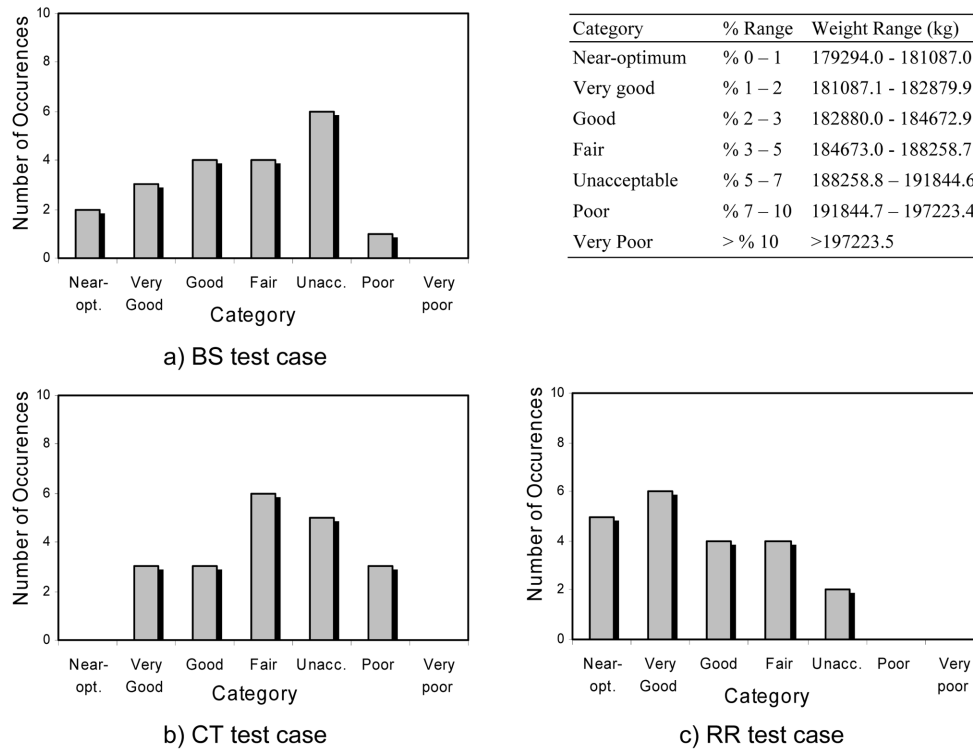 10
8
6
4
2
0
Number of Occurences
Near-opt.
Very Good
Good
Fair
Unacc.
Poor
Very poor
Category
a) BS test case
Category % Range Weight Range (kg)
Near-optimum % 0 – 1 179294.0 - 181087.0
Very good % 1 – 2 181087.1 - 182879.9
Good % 2 – 3 182880.0 - 184672.9
Fair % 3 – 5 184673.0 - 188258.7
Unacceptable % 5 – 7 188258.8 – 191844.6
Poor % 7 – 10 191844.7 – 197223.4
Very Poor > % 10 >197223.5
10
8
6
4
2
0
Number of Occurences
Near-opt.
Very Good
Good
Fair
Unacc.
Poor
Very poor
Category
b) CT test case
10
8
6
4
2
0
Number of Occurences
Near-opt.
Very Good
Good
Fair
Unacc.
Poor
Very poor
Category
c) RR test case